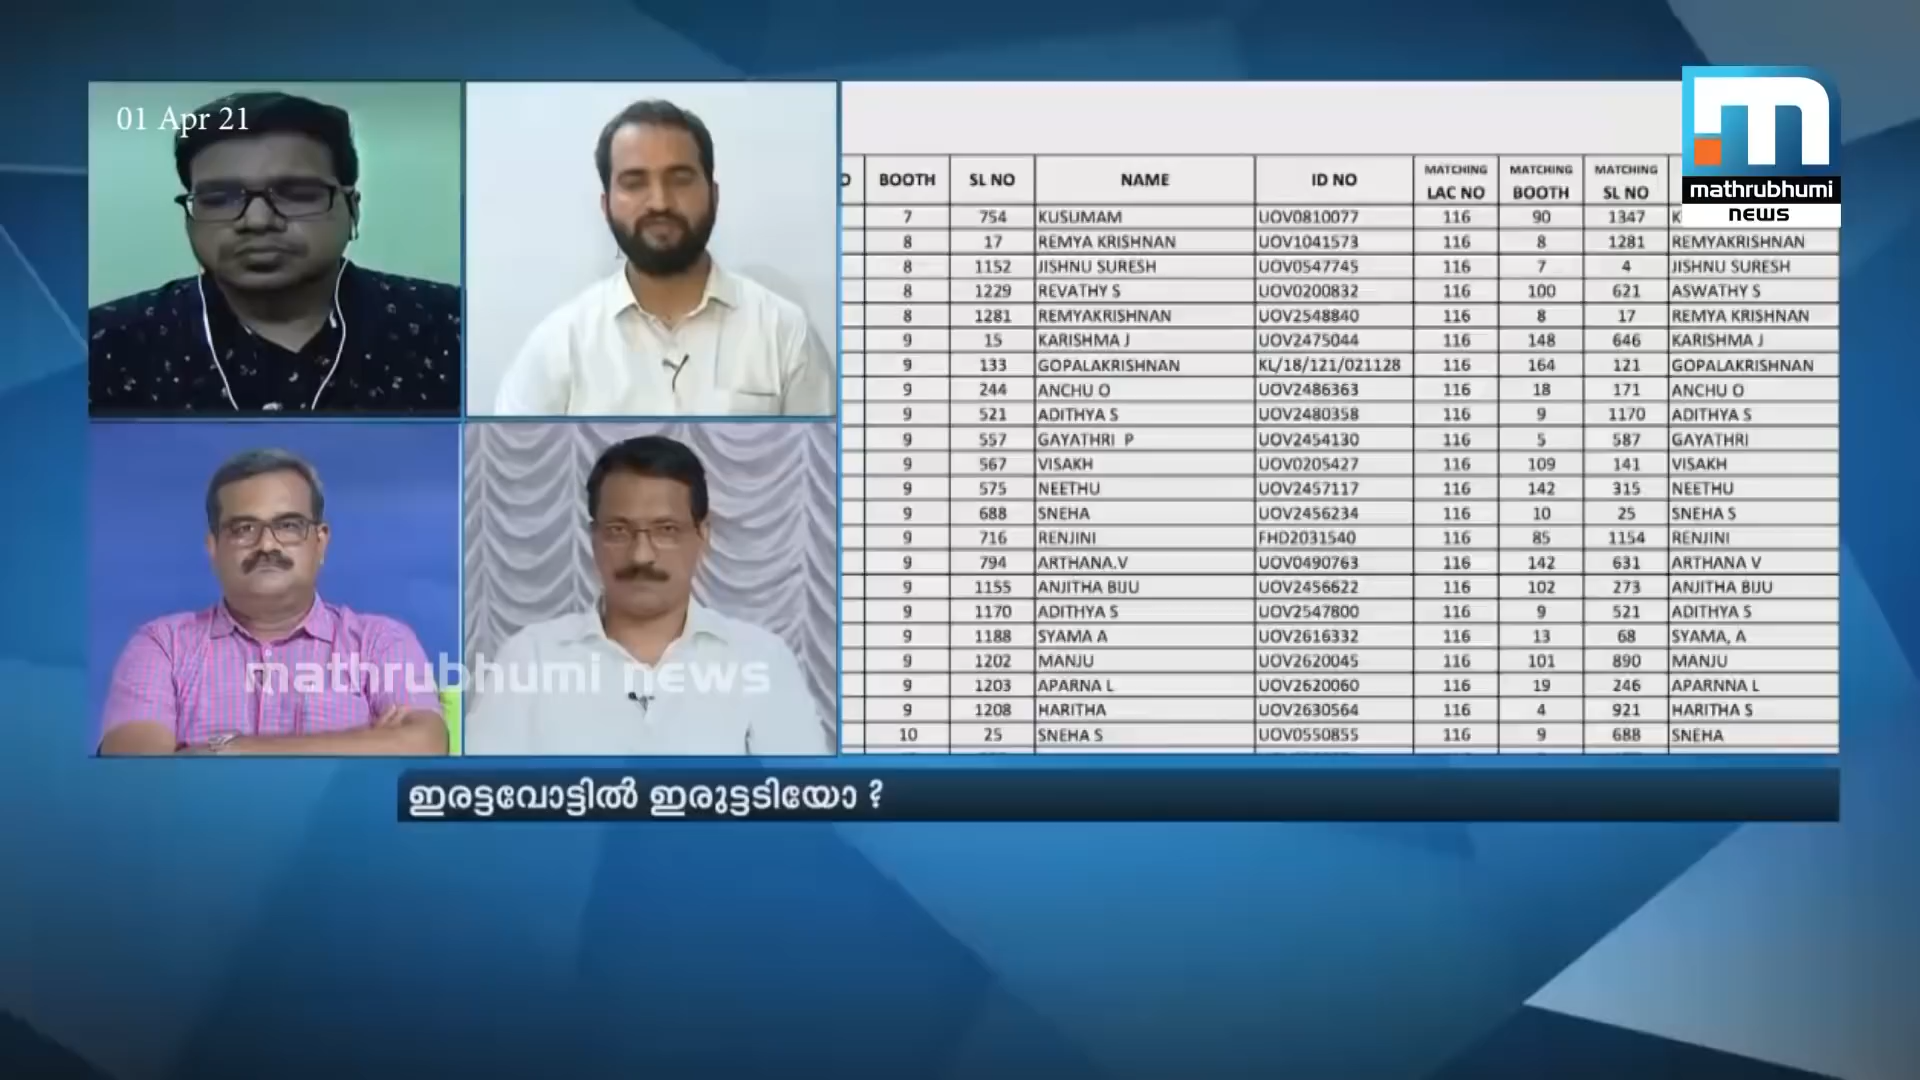 01 Apr 21
mathrubhumi
news
BOOTH SL NO NAME ID NO MATCHING LAC NO MATCHING BOOTH MATCHING SL NO
7 754 KUSUMAM UOV0810077 116 90 1347 K
8 17 REMYA KRISHNAN UOV1041573 116 8 1281 REMYAKRISHNAN
8 1152 JISHNU SURESH UOV0547745 116 7 4 JISHNU SURESH
8 1229 REVATHY S UOV0200832 116 100 621 ASWATHY S
8 1281 REMYAKRISHNAN UOV2548840 116 8 17 REMYA KRISHNAN
9 15 KARISHMA J UOV2475044 116 148 646 KARISHMA J
9 133 GOPALAKRISHNAN KL/18/121/021128 116 164 121 GOPALAKRISHNAN
9 244 ANCHU O UOV2486363 116 18 171 ANCHU O
9 521 ADITHYA S UOV2480358 116 9 1170 ADITHYA S
9 557 GAYATHRI P UOV2454130 116 5 587 GAYATHRI
9 567 VISAKH UOV0205427 116 109 141 VISAKH
9 575 NEETHU UOV2457117 116 142 315 NEETHU
9 688 SNEHA UOV2456234 116 10 25 SNEHA S
9 716 RENJINI FHD2031540 116 85 1154 RENJINI
9 794 ARTHANA.V UOV0490763 116 142 631 ARTHANA V
9 1155 ANJITHA BIJU UOV2456622 116 102 273 ANJITHA BIJU
9 1170 ADITHYA S UOV2547800 116 9 521 ADITHYA S
9 1188 SYAMA A UOV2616332 116 13 68 SYAMA, A
9 1202 MANJU UOV2620045 116 101 890 MANJU
9 1203 APARNA L UOV2620060 116 19 246 APARNNA L
9 1208 HARITHA UOV2630564 116 4 921 HARITHA S
10 25 SNEHA S UOV0550855 116 9 688 SNEHA
mathrubhumi news
ഇരട്ടവോട്ടിൽ ഇരുട്ടടിയോ ?